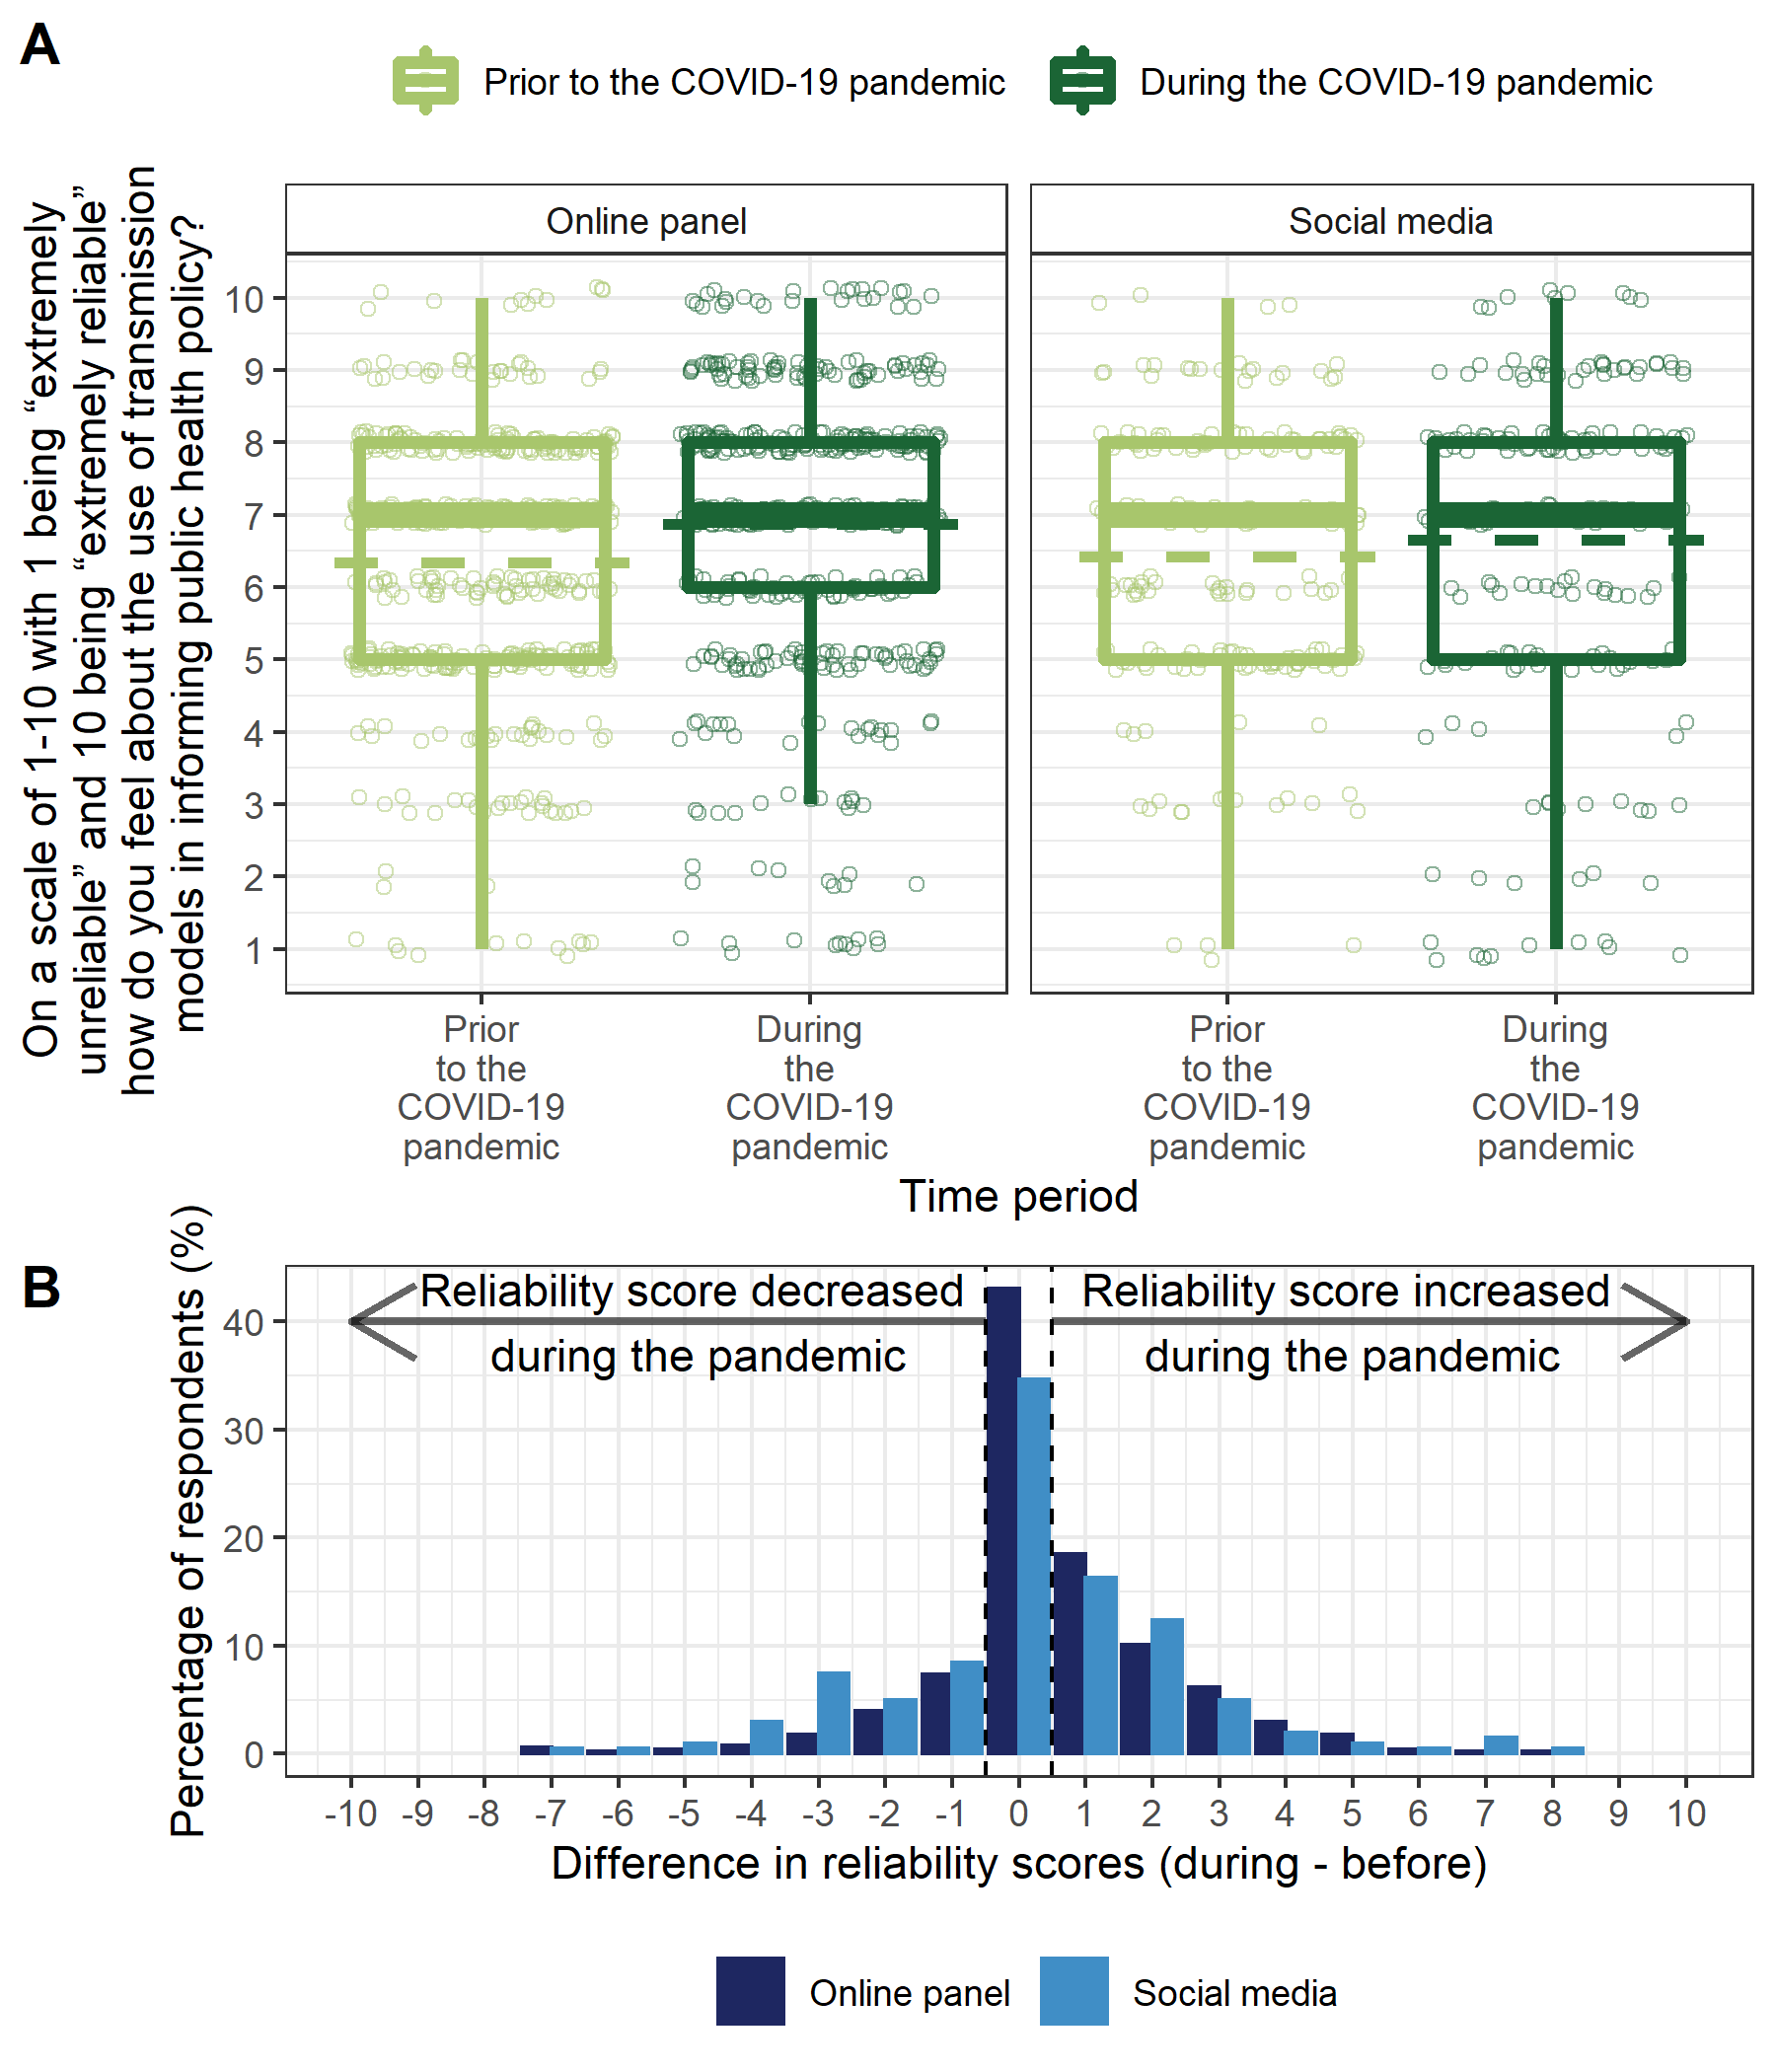 A
Prior to the COVID-19 pandemic
During the COVID-19 pandemic
On a scale of 1-10 with 1 being “extremely
unreliable” and 10 being “extremely reliable”
how do you feel about the use of transmission
models in informing public health policy?
Online panel
Social media
10
9
8
7
6
5
4
3
2
1
Prior
to the
COVID-19
pandemic
During
the
COVID-19
pandemic
Prior
to the
COVID-19
pandemic
During
the
COVID-19
pandemic
Time period
B
Percentage of respondents (%)
Reliability score decreased
during the pandemic
Reliability score increased
during the pandemic
40
30
20
10
0
-10 -9 -8 -7 -6 -5 -4 -3 -2 -1 0 1 2 3 4 5 6 7 8 9 10
Difference in reliability scores (during - before)
Online panel
Social media